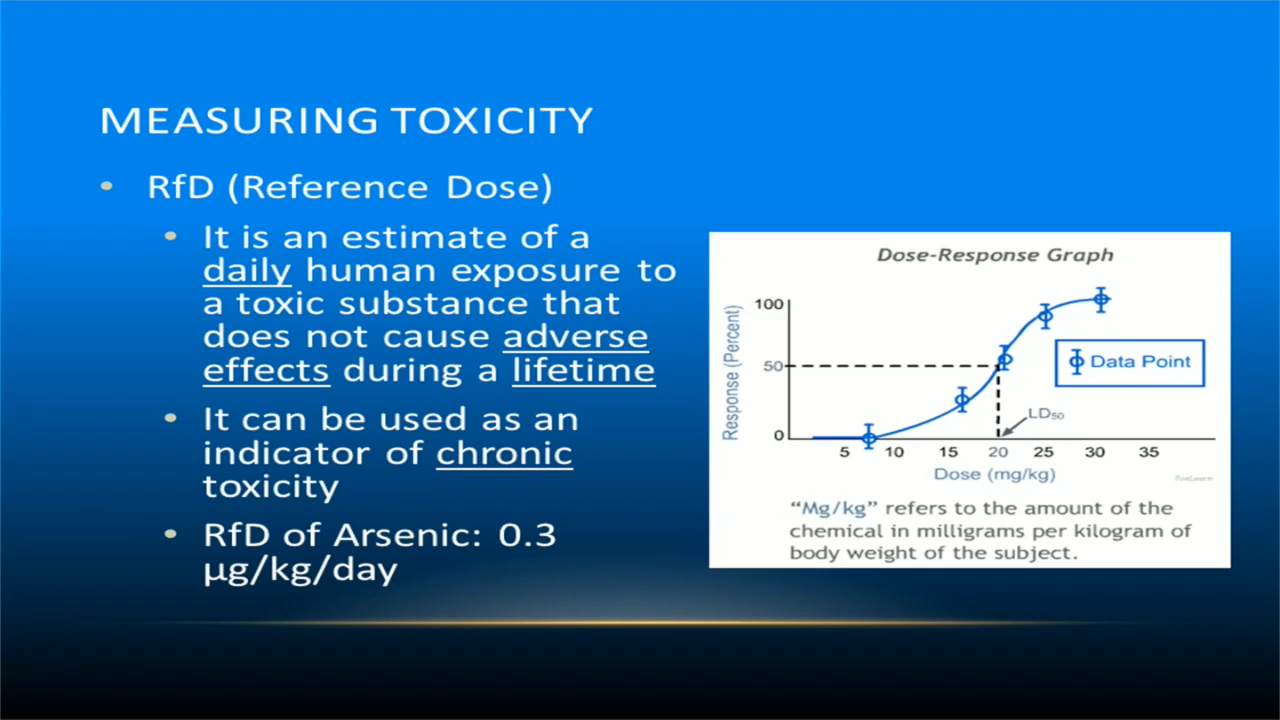 MEASURING TOXICITY
• RfD (Reference Dose)
• It is an estimate of a
daily human exposure to
a toxic substance that
does not cause adverse
effects during a lifetime
• It can be used as an
indicator of chronic
toxicity
• RfD of Arsenic: 0.3
µg/kg/day
Dose-Response Graph
Response (Percent)
100
50
0
Data Point
LD50
5 10 15 20 25 30 35
Dose (mg/kg)
“Mg/kg” refers to the amount of the
chemical in milligrams per kilogram of
body weight of the subject.